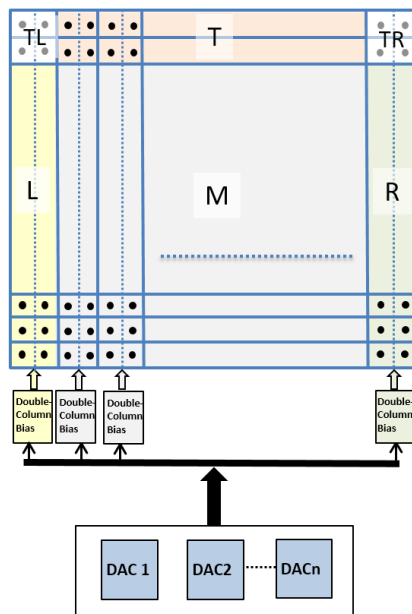 TL
T
TR
L
M
R
Double-
Column
Bias
Double-
Column
Bias
Double-
Column
Bias
Double-
Column
Bias
DAC 1
DAC2
DACn